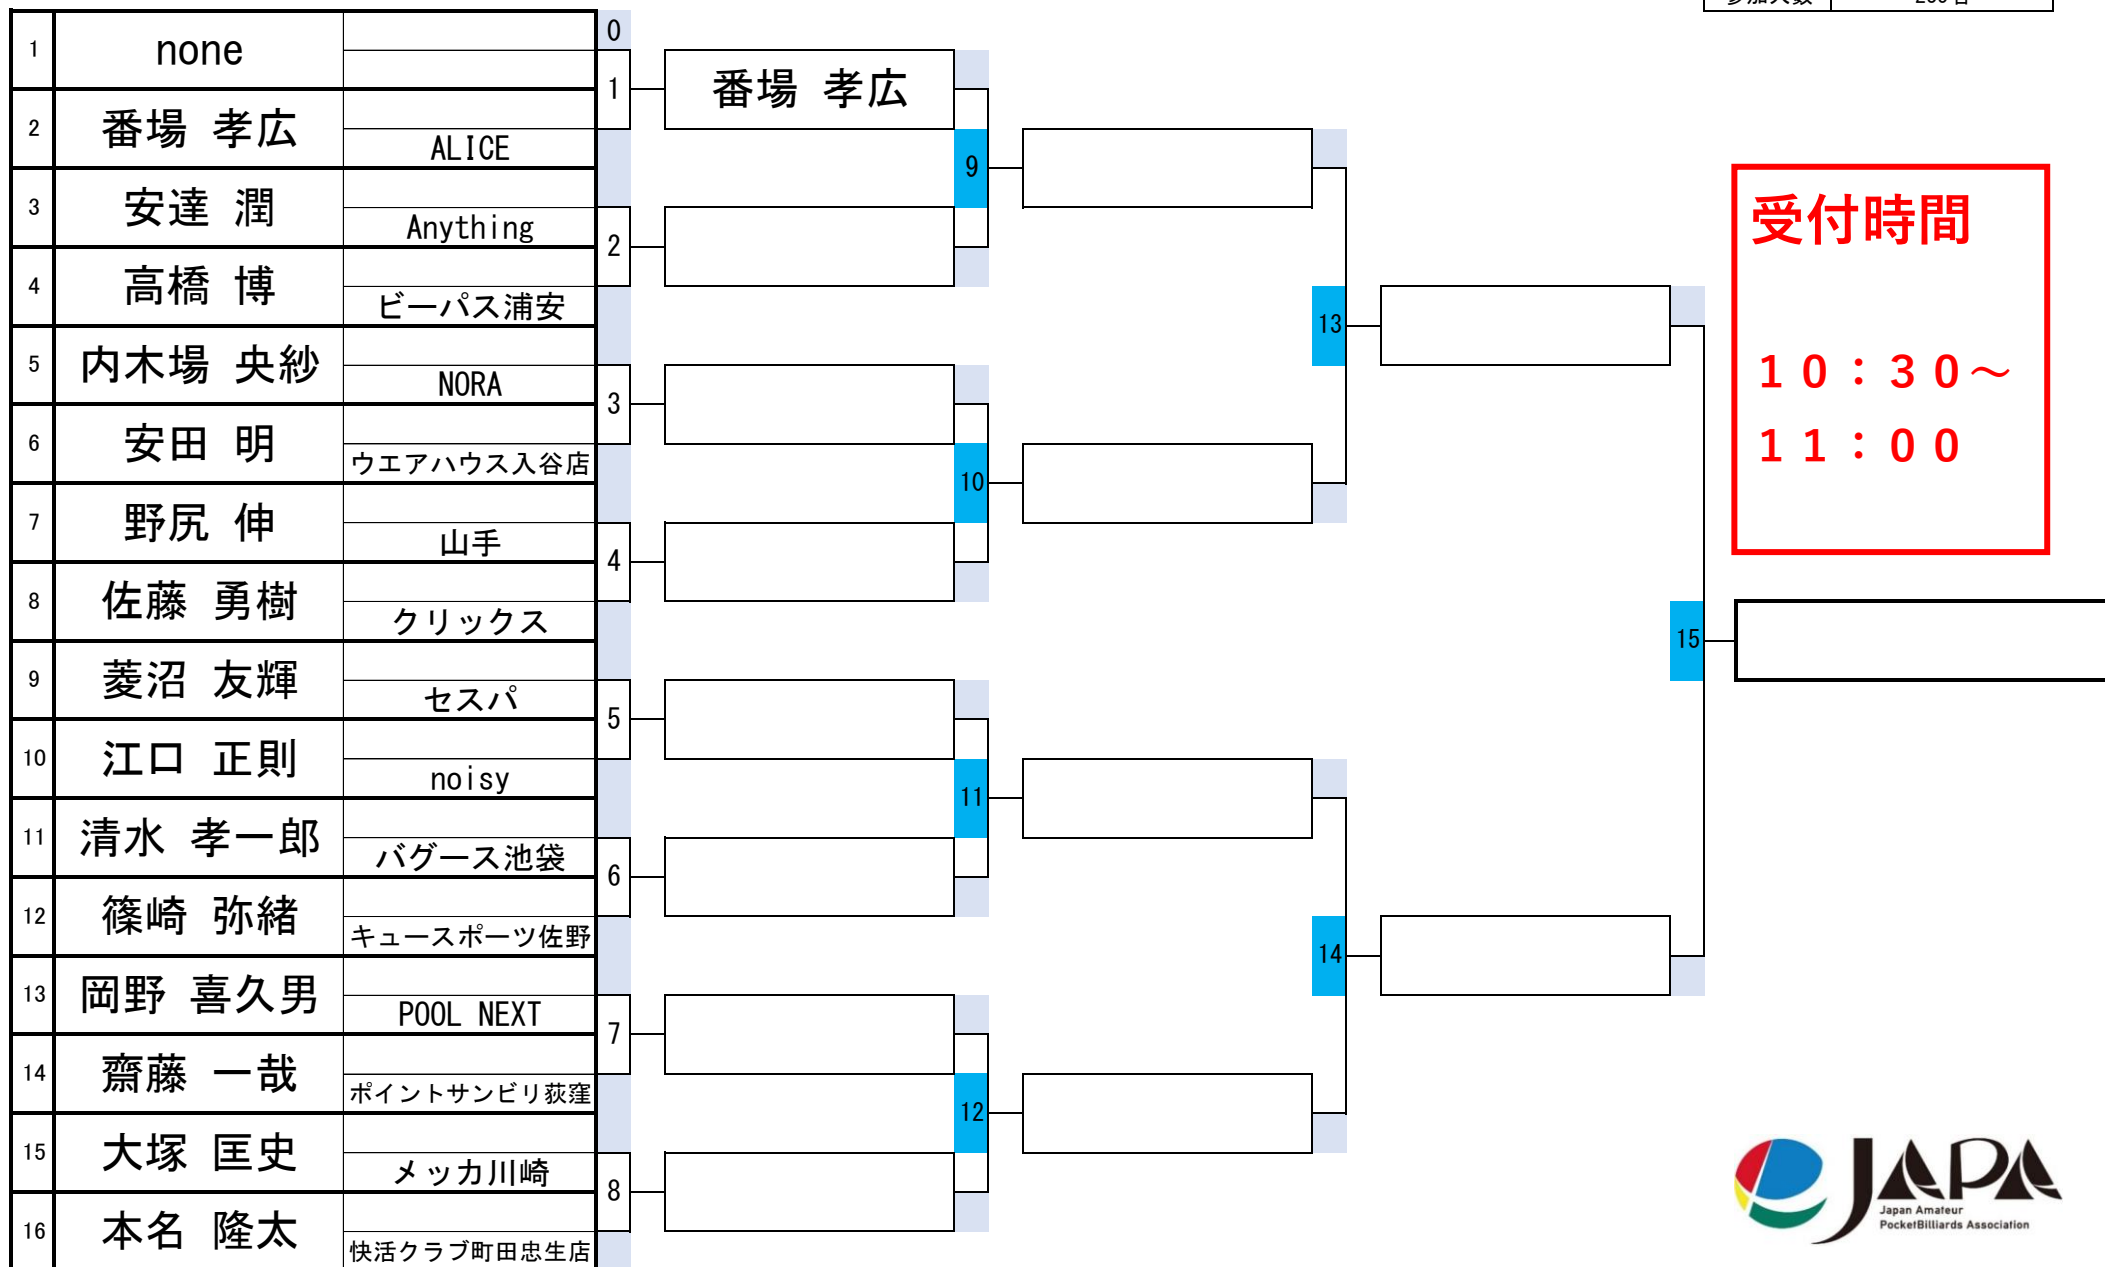 1 none 0
2 番場 孝広 ALICE
1 番場 孝広
3 安達 潤 Anything
4 高橋 博 ビーパス浦安
2
9
5 内木場 央紗 NORA
6 安田 明 ウエアハウス入谷店
3
7 野尻 伸 山手
8 佐藤 勇樹 クリックス
4
10
13
9 菱沼 友輝 セスパ
10 江口 正則 noisy
5
11 清水 孝一郎 バグース池袋
12 篠崎 弥緒 キュースポーツ佐野
6
11
13 岡野 喜久男 POOL NEXT
14 齋藤 一哉 ポイントサンビリ荻窪
7
15 大塚 匡史 メッカ川崎
16 本名 隆太 快活クラブ町田忠生店
8
12
14
15
受付時間
10：30～
11：00
JAPA
Japan Amateur
PocketBilliards Association